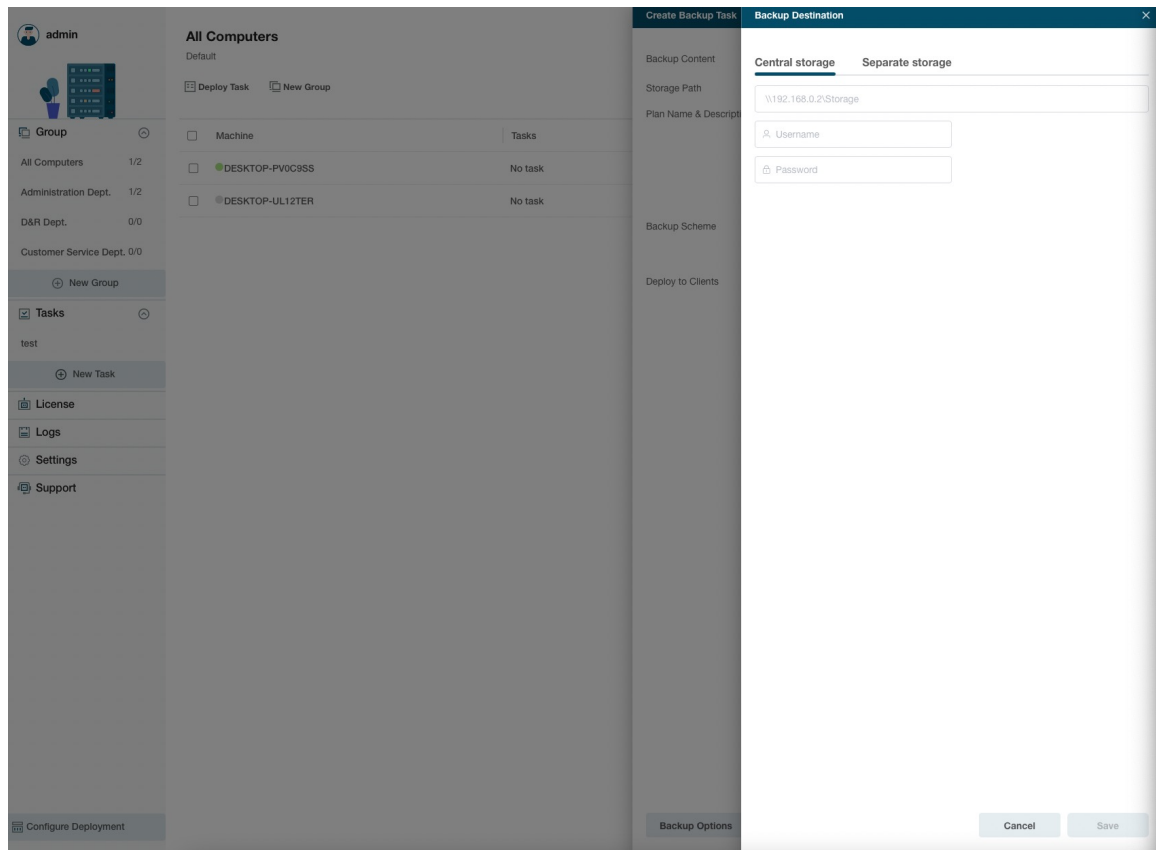 admin
Group
All Computers 1/2
Administration Dept. 1/2
D&R Dept. 0/0
Customer Service Dept. 0/0
New Group
Tasks
test
New Task
License
Logs
Settings
Support
Configure Deployment
All Computers
Default
Deploy Task New Group
Machine Tasks
DESKTOP-PV0C9SS No task
DESKTOP-UL12TER No task
Create Backup Task
Backup Content
Storage Path
Plan Name & Descripti
Backup Scheme
Deploy to Clients
Backup Options
Backup Destination
Central storage Separate storage
\\192.168.0.2\Storage
Username
Password
Cancel Save